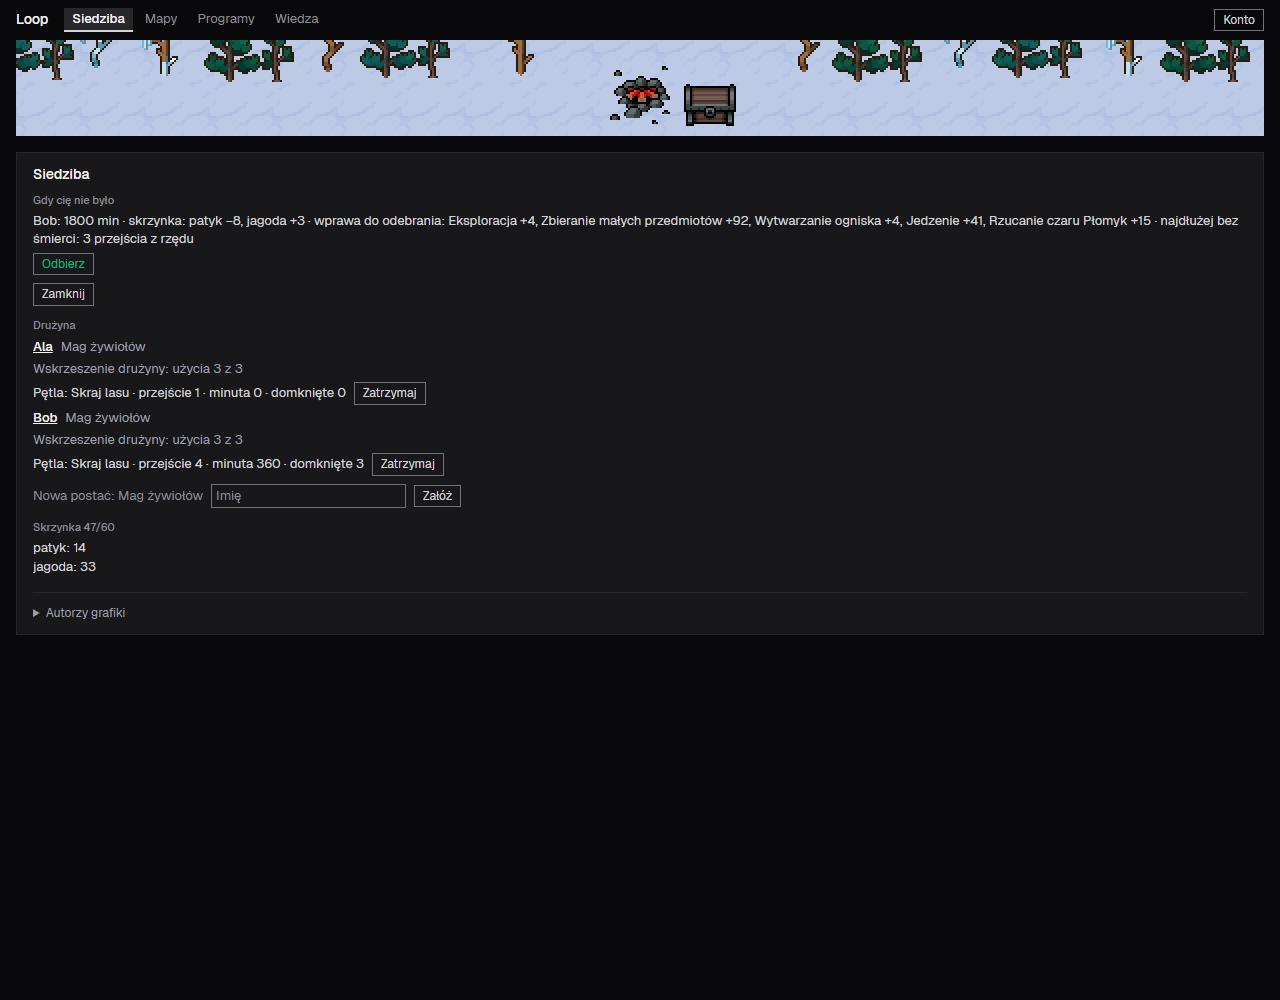 Loop Siedziba Mapy Programy Wiedza Konto
Siedziba
Gdy cię nie było
Bob: 1800 min · skrzynka: patyk −8, jagoda +3 · wprawa do odebrania: Eksploracja +4, Zbieranie małych przedmiotów +92, Wytwarzanie ogniska +4, Jedzenie +41, Rzucanie czaru Płomyk +15 · najdłużej bez
śmierci: 3 przejścia z rzędu
Odbierz
Zamknij
Drużyna
Ala Mag żywiołów
Wskrzeszenie drużyny: użycia 3 z 3
Pętla: Skraj lasu · przejście 1 · minuta 0 · domknięte 0 Zatrzymaj
Bob Mag żywiołów
Wskrzeszenie drużyny: użycia 3 z 3
Pętla: Skraj lasu · przejście 4 · minuta 360 · domknięte 3 Zatrzymaj
Nowa postać: Mag żywiołów Imię Załóż
Skrzynka 47/60
patyk: 14
jagoda: 33
▶ Autorzy grafiki